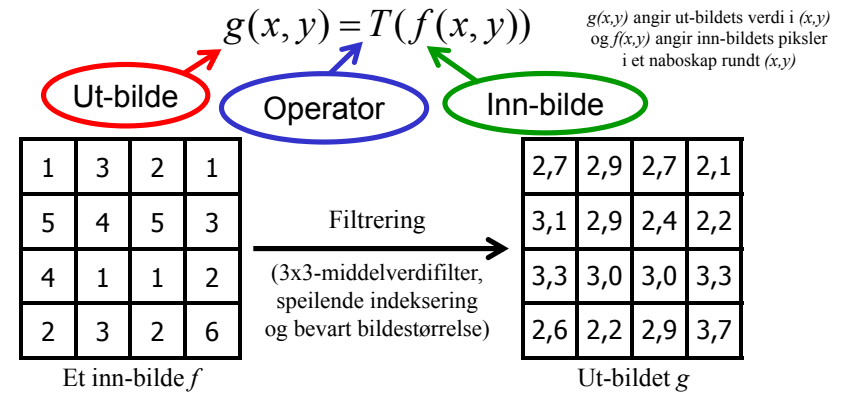 g(x, y) = T(f(x, y))
g(x,y) angir ut-bildets verdi i (x,y)
og f(x,y) angir inn-bildets piksler
i et naboskap rundt (x,y)
Ut-bilde
Operator
Inn-bilde
1 3 2 1
5 4 5 3
4 1 1 2
2 3 2 6
Et inn-bilde f
Filtrering
(3x3-middelverdifilter,
speilende indeksering
og bevart bildestørrelse)
2,7 2,9 2,7 2,1
3,1 2,9 2,4 2,2
3,3 3,0 3,0 3,3
2,6 2,2 2,9 3,7
Ut-bildet g